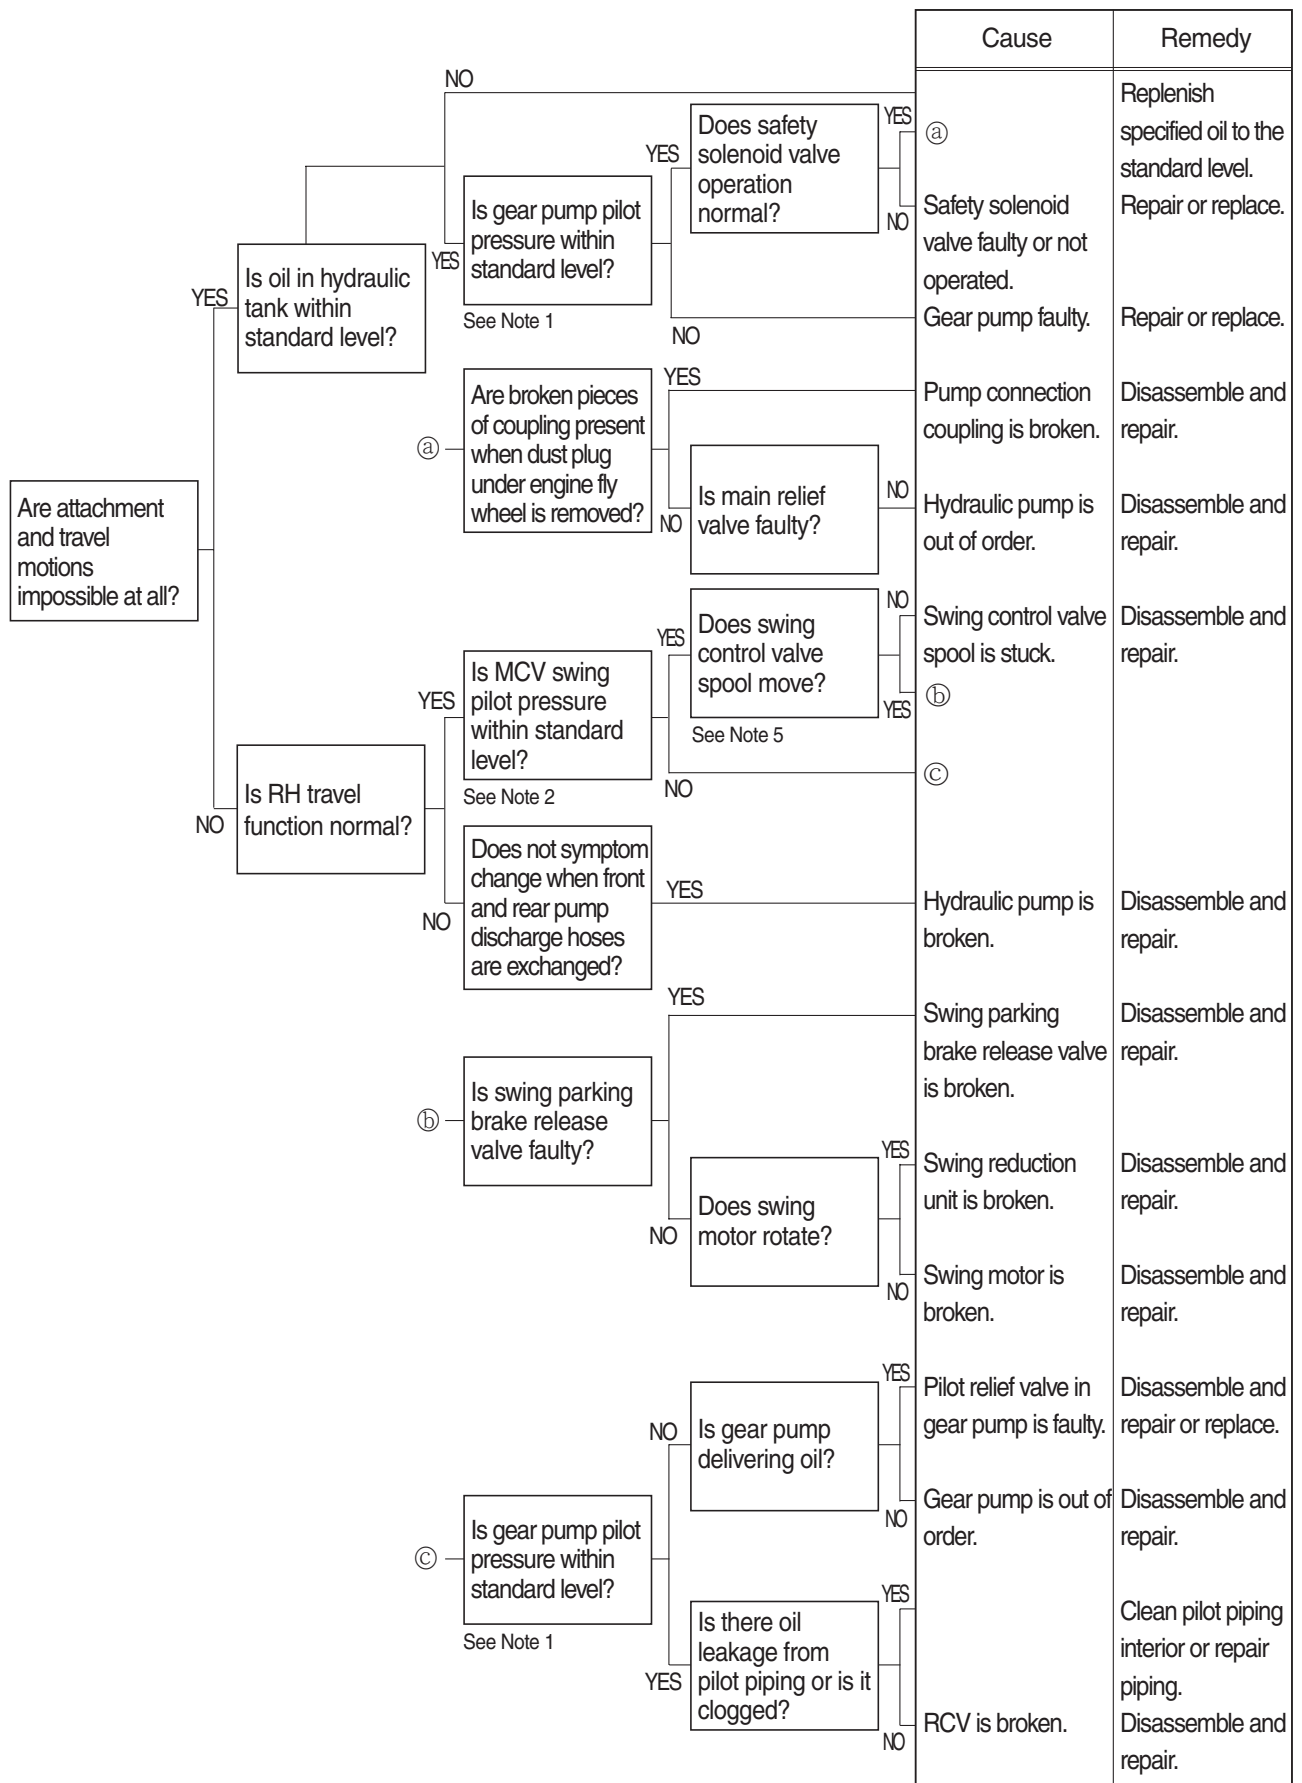 Cause
Remedy
NO
Replenish
specified oil to the
standard level.
Does safety
solenoid valve
operation
normal?
YES
ⓐ
YES
Is gear pump pilot
pressure within
standard level?
NO
Safety solenoid
valve faulty or not
operated.
Repair or replace.
YES
Is oil in hydraulic
tank within
standard level?
YES
See Note 1
NO
Gear pump faulty.
Repair or replace.
ⓐ
Are broken pieces
of coupling present
when dust plug
under engine fly
wheel is removed?
YES
Pump connection
coupling is broken.
Disassemble and
repair.
NO
Is main relief
valve faulty?
NO
Hydraulic pump is
out of order.
Disassemble and
repair.
Are attachment
and travel
motions
impossible at all?
Does swing
control valve
spool move?
NO
Swing control valve
spool is stuck.
Disassemble and
repair.
YES
Is MCV swing
pilot pressure
within standard
level?
YES
YES
ⓑ
See Note 5
See Note 2
NO
ⓒ
NO
Is RH travel
function normal?
NO
Does not symptom
change when front
and rear pump
discharge hoses
are exchanged?
YES
Hydraulic pump is
broken.
Disassemble and
repair.
YES
Swing parking
brake release valve
is broken.
Disassemble and
repair.
ⓑ
Is swing parking
brake release
valve faulty?
NO
Does swing
motor rotate?
YES
Swing reduction
unit is broken.
Disassemble and
repair.
NO
Swing motor is
broken.
Disassemble and
repair.
NO
Is gear pump
delivering oil?
YES
Pilot relief valve in
gear pump is faulty.
Disassemble and
repair or replace.
NO
Gear pump is out of
order.
Disassemble and
repair.
ⓒ
Is gear pump pilot
pressure within
standard level?
See Note 1
YES
Is there oil
leakage from
pilot piping or is it
clogged?
YES
Clean pilot piping
interior or repair
piping.
NO
RCV is broken.
Disassemble and
repair.